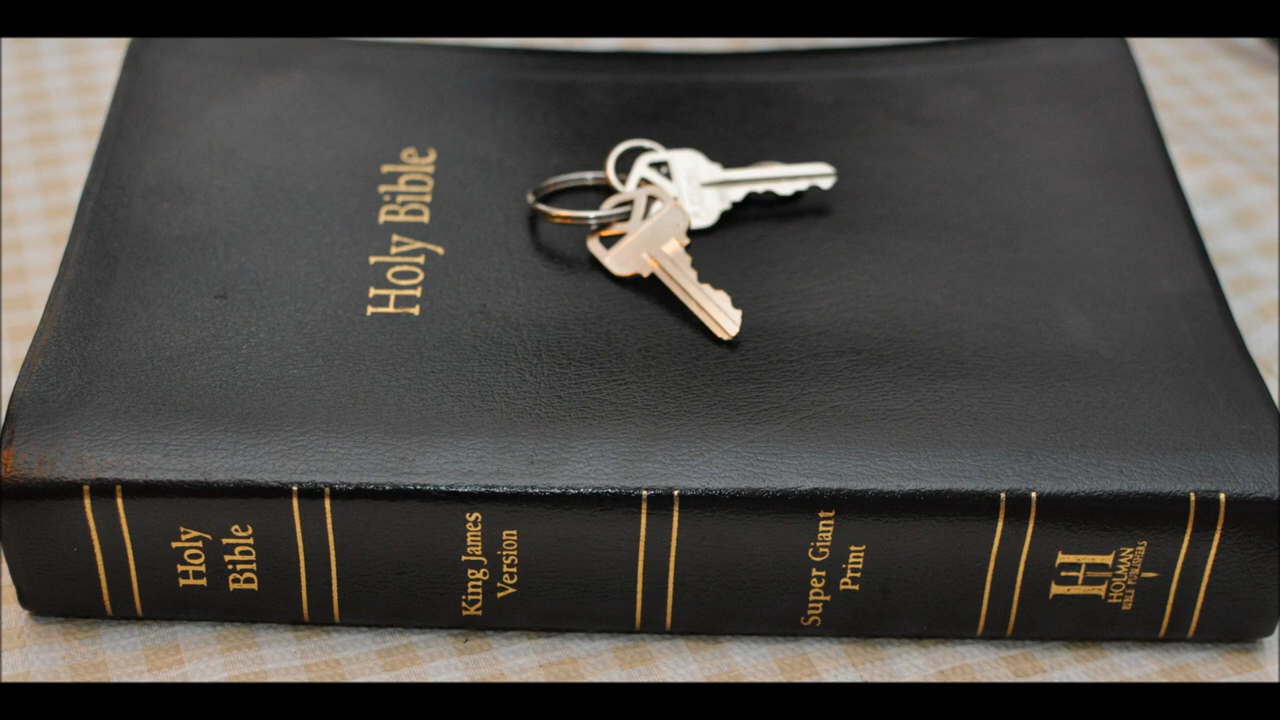 Holy Bible
Holy
Bible
King James
Version
Super Giant
Print
HOLMAN
BIBLE PUBLISHERS